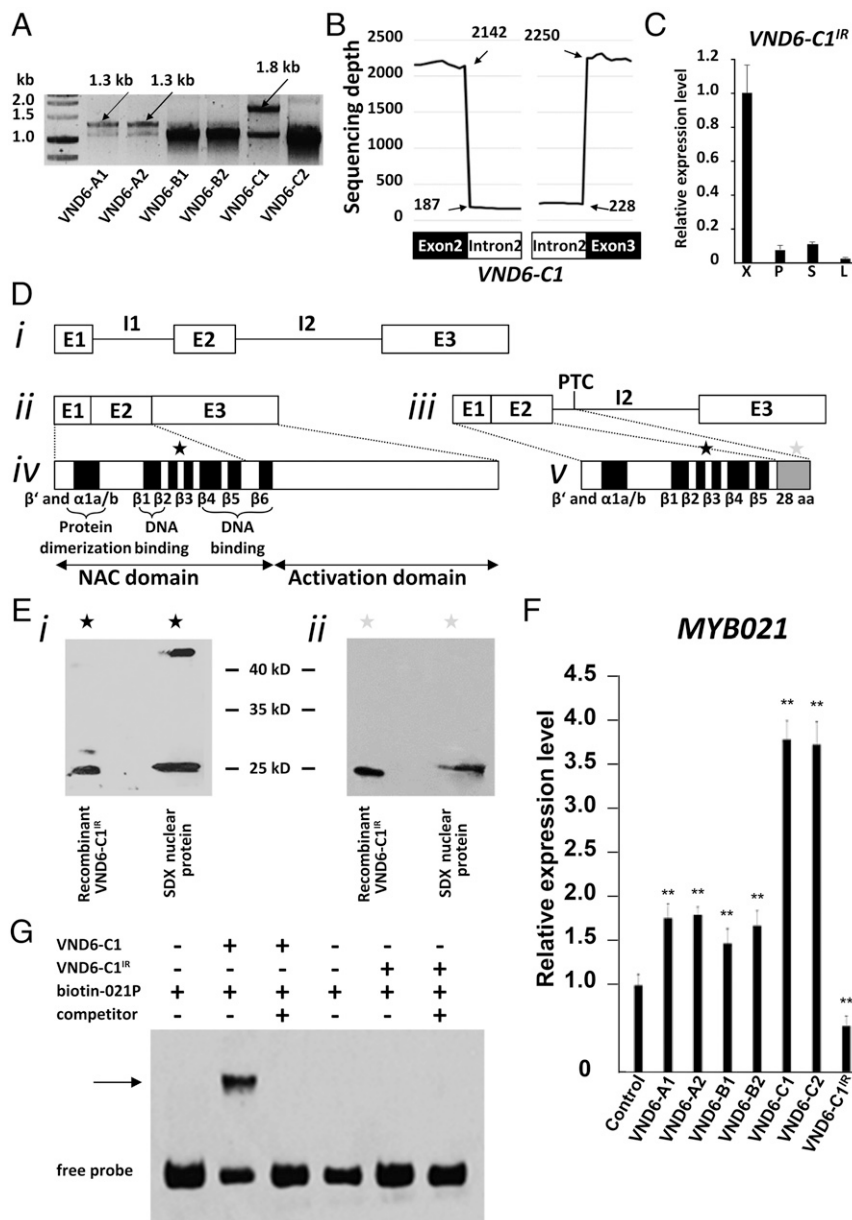 A
kb
2.0
1.5
1.0
1.3 kb
1.3 kb
1.8 kb
VND6-A1
VND6-A2
VND6-B1
VND6-B2
VND6-C1
VND6-C2
B
Sequencing depth
2500
2000
1500
1000
500
0
2142
2250
187
228
Exon2
Intron2
Intron2
Exon3
VND6-C1
C
VND6-C1IR
Relative expression level
1.2
1.0
0.8
0.6
0.4
0.2
0
X
P
S
L
D
i
E1
I1
E2
I2
E3
ii
E1
E2
E3
iii
E1
E2
PTC
I2
E3
iv
★
β' and α1a/b
β1
β2
β3
β4
β5
β6
Protein
dimerization
DNA
binding
DNA
binding
NAC domain
Activation domain
v
★
★
β' and α1a/b
β1
β2
β3
β4
β5
28 aa
E
i
★
★
40 kD
35 kD
25 kD
Recombinant
VND6-C1IR
SDX nuclear
protein
ii
★
★
Recombinant
VND6-C1IR
SDX nuclear
protein
F
MYB021
Relative expression level
4.5
4.0
3.5
3.0
2.5
2.0
1.5
1.0
0
**
**
**
**
**
**
**
Control
VND6-A1
VND6-A2
VND6-B1
VND6-B2
VND6-C1
VND6-C2
VND6-C1IR
G
VND6-C1 - + + - - -
VND6-C1IR - - - - + +
biotin-021P + + + + + +
competitor - - + - - +
free probe